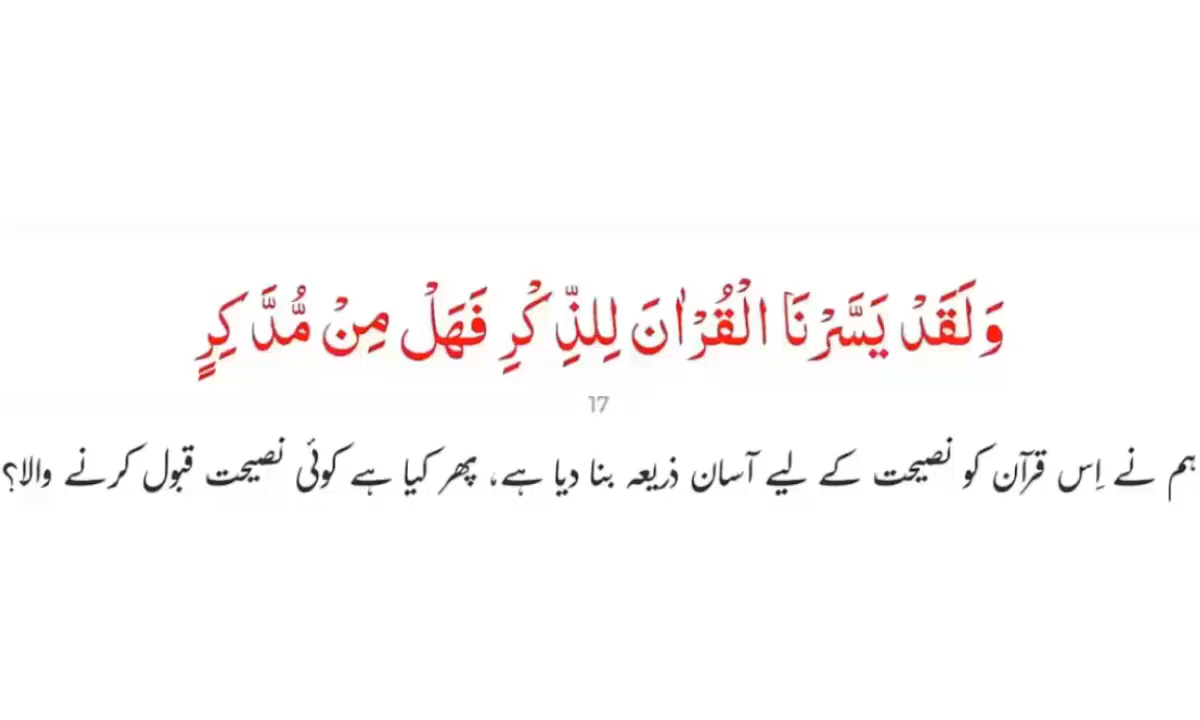 وَلَقَدْ يَسَّرْنَا الْقُرْاٰنَ لِلذِّكْرِ فَهَلْ مِنْ مُّدَّكِرٍ
17
ہم نے اِس قرآن کو نصیحت کے لیے آسان ذریعہ بنا دیا ہے، پھر کیا ہے کوئی نصیحت قبول کرنے والا؟